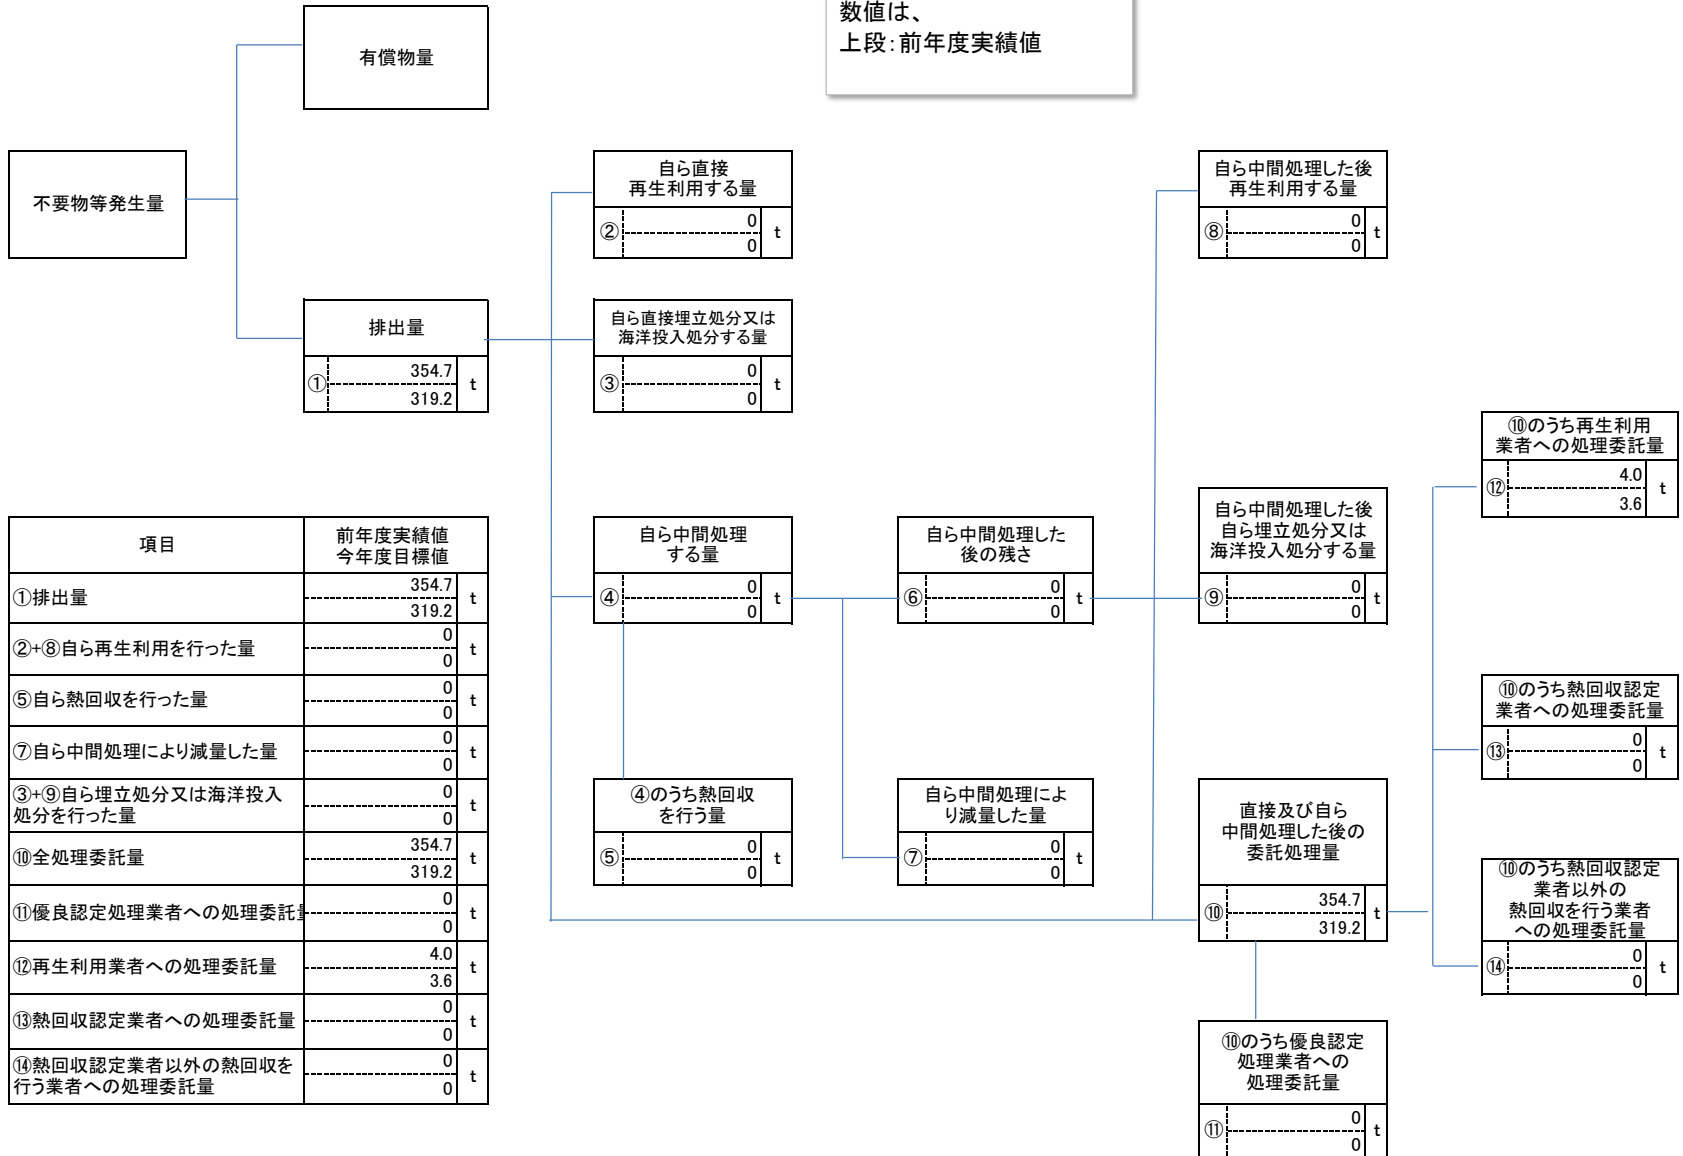 数値は、
上段：前年度実績値
有償物量
不要物等発生量
自ら直接
再生利用する量
②
0
0
t
自ら中間処理した後
再生利用する量
⑧
0
0
t
排出量
①
354.7
319.2
t
自ら直接埋立処分又は
海洋投入処分する量
③
0
0
t
⑩のうち再生利用
業者への処理委託量
⑫
4.0
3.6
t
自ら中間処理
する量
④
0
0
t
自ら中間処理した
後の残さ
⑥
0
0
t
自ら中間処理した後
自ら埋立処分又は
海洋投入処分する量
⑨
0
0
t
⑩のうち熱回収認定
業者への処理委託量
⑬
0
0
t
④のうち熱回収
を行う量
⑤
0
0
t
自ら中間処理によ
り減量した量
⑦
0
0
t
直接及び自ら
中間処理した後の
委託処理量
⑩
354.7
319.2
t
⑩のうち熱回収認定
業者以外の
熱回収を行う業者
への処理委託量
⑭
0
0
t
⑩のうち優良認定
処理業者への
処理委託量
⑪
0
0
t
項目
前年度実績値
今年度目標値
①排出量
354.7
319.2
t
②+⑧自ら再生利用を行った量
0
0
t
⑤自ら熱回収を行った量
0
0
t
⑦自ら中間処理により減量した量
0
0
t
③+⑨自ら埋立処分又は海洋投入
処分を行った量
0
0
t
⑩全処理委託量
354.7
319.2
t
⑪優良認定処理業者への処理委託
0
0
t
⑫再生利用業者への処理委託量
4.0
3.6
t
⑬熱回収認定業者への処理委託量
0
0
t
⑭熱回収認定業者以外の熱回収を
行う業者への処理委託量
0
0
t